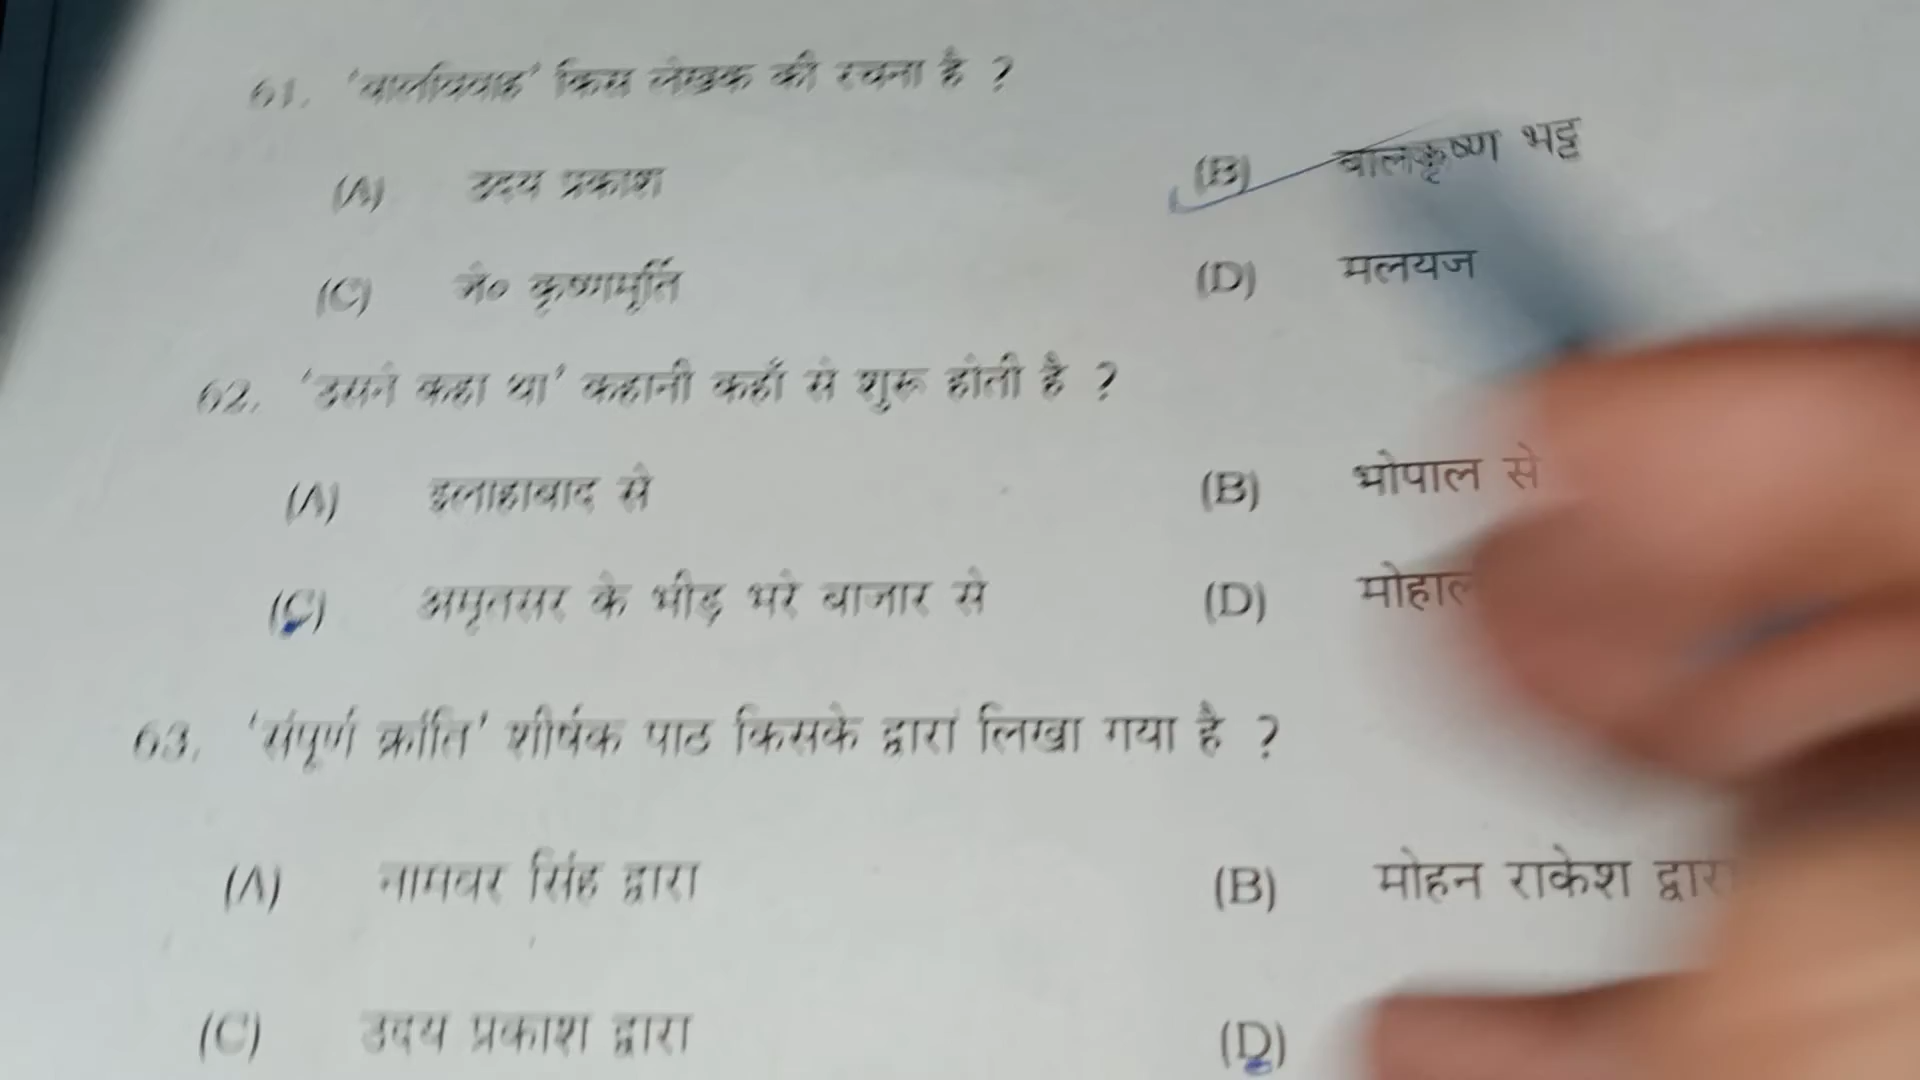 61. 'बालविवाह' किस लेखक की रचना है ?
(A) उदय प्रकाश (B) बालकृष्ण भट्ट
(C) जे० कृष्णमूर्ति (D) मलयज
62. 'उसने कहा था' कहानी कहाँ से शुरू होती है ?
(A) इलाहाबाद से (B) भोपाल से
(C) अमृतसर के भीड़ भरे बाजार से (D)
63. 'संपूर्ण क्रांति' शीर्षक पाठ किसके द्वारा लिखा गया है ?
(A) नामवर सिंह द्वारा (B) मोहन राकेश
(C) उदय प्रकाश द्वारा (D)